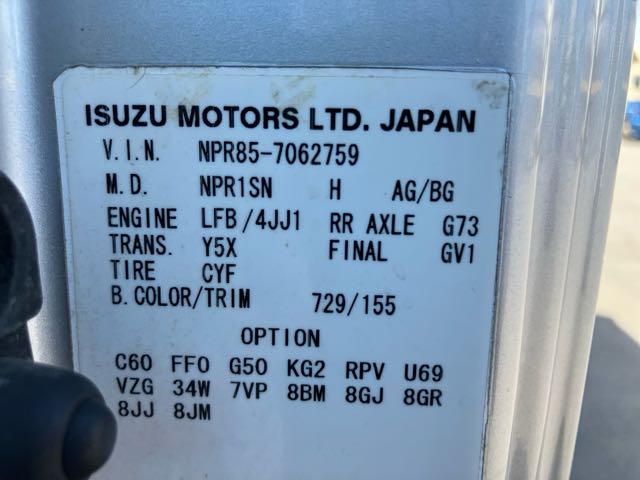 ISUZU MOTORS LTD. JAPAN
V.I.N. NPR85-7062759
M.D. NPR1SN H AG/BG
ENGINE LFB/4JJ1 RR AXLE G73
TRANS. Y5X FINAL GV1
TIRE CYF
B.COLOR/TRIM 729/155
OPTION
C60 FFO G50 KG2 RPV U69
VZG 34W 7VP 8BM 8GJ 8GR
8JJ 8JM